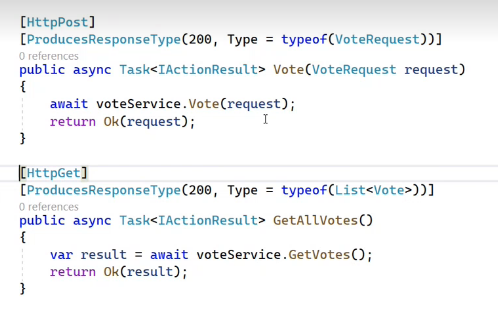 [HttpPost]
[ProducesResponseType(200, Type = typeof(VoteRequest))]
0 references
public async Task<IActionResult> Vote(VoteRequest request)
{
    await voteService.Vote(request);
    return Ok(request);
}
[HttpGet]
[ProducesResponseType(200, Type = typeof(List<Vote>))]
0 references
public async Task<IActionResult> GetAllVotes()
{
    var result = await voteService.GetVotes();
    return Ok(result);
}